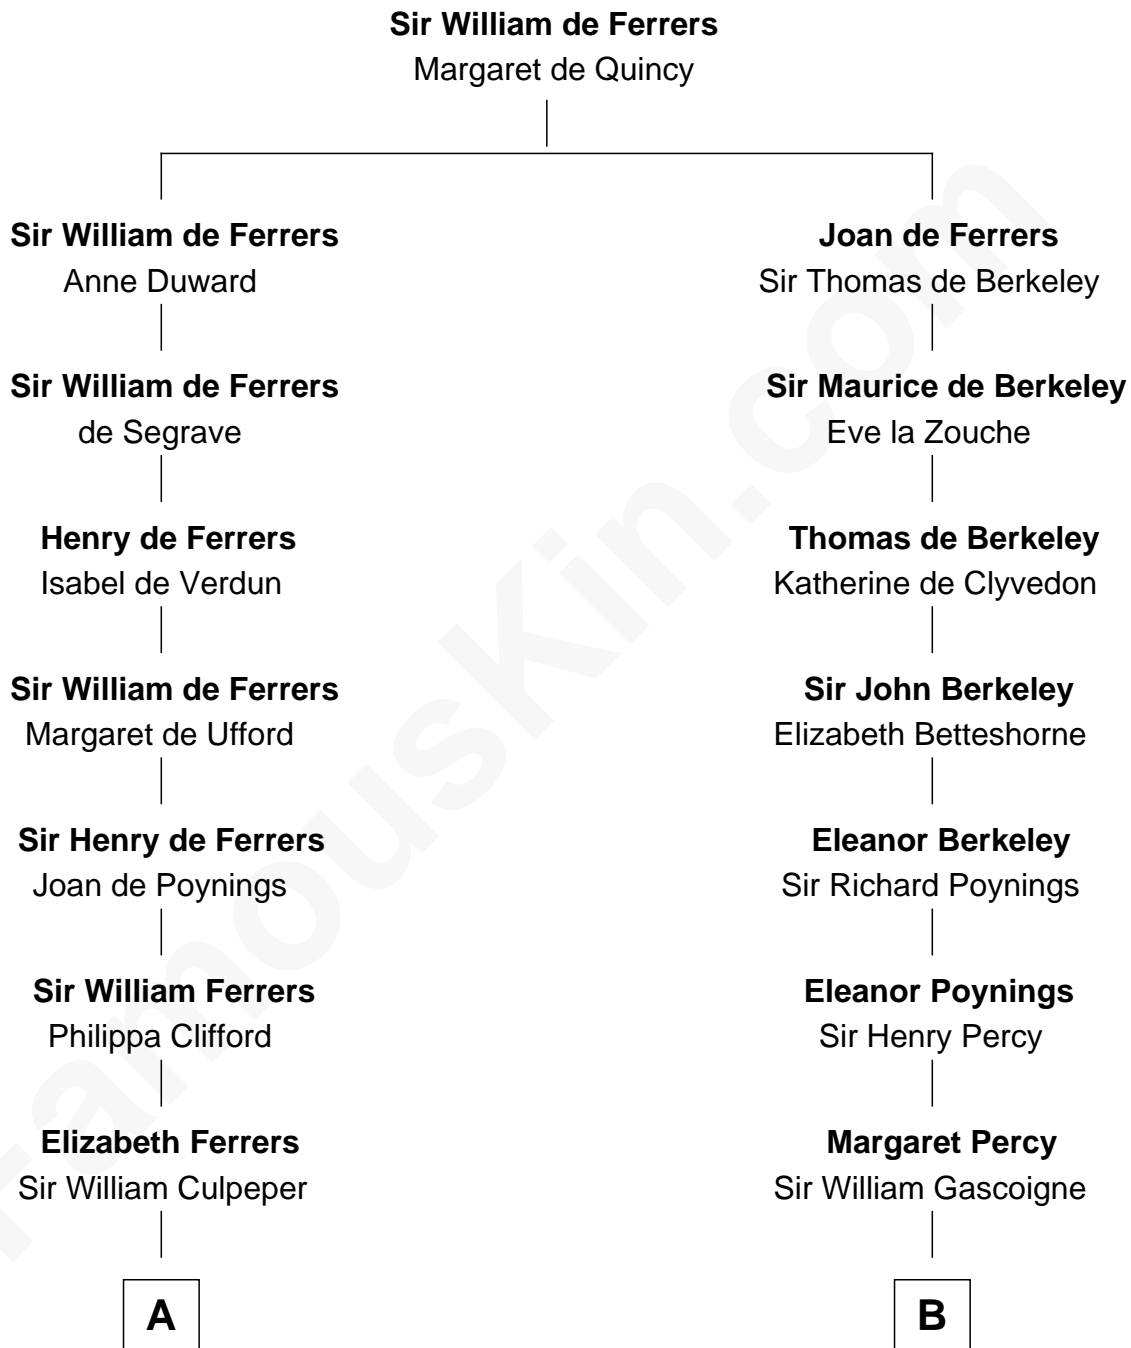 Sir William de Ferrers
Margaret de Quincy
Sir William de Ferrers
Anne Duward
Joan de Ferrers
Sir Thomas de Berkeley
Sir William de Ferrers
de Segrave
Sir Maurice de Berkeley
Eve la Zouche
Henry de Ferrers
Isabel de Verdun
Thomas de Berkeley
Katherine de Clyvedon
Sir William de Ferrers
Margaret de Ufford
Sir John Berkeley
Elizabeth Betteshorne
Sir Henry de Ferrers
Joan de Poynings
Eleanor Berkeley
Sir Richard Poynings
Sir William Ferrers
Philippa Clifford
Eleanor Poynings
Sir Henry Percy
Elizabeth Ferrers
Sir William Culpeper
Margaret Percy
Sir William Gascoigne
A
B
FamousKin.com